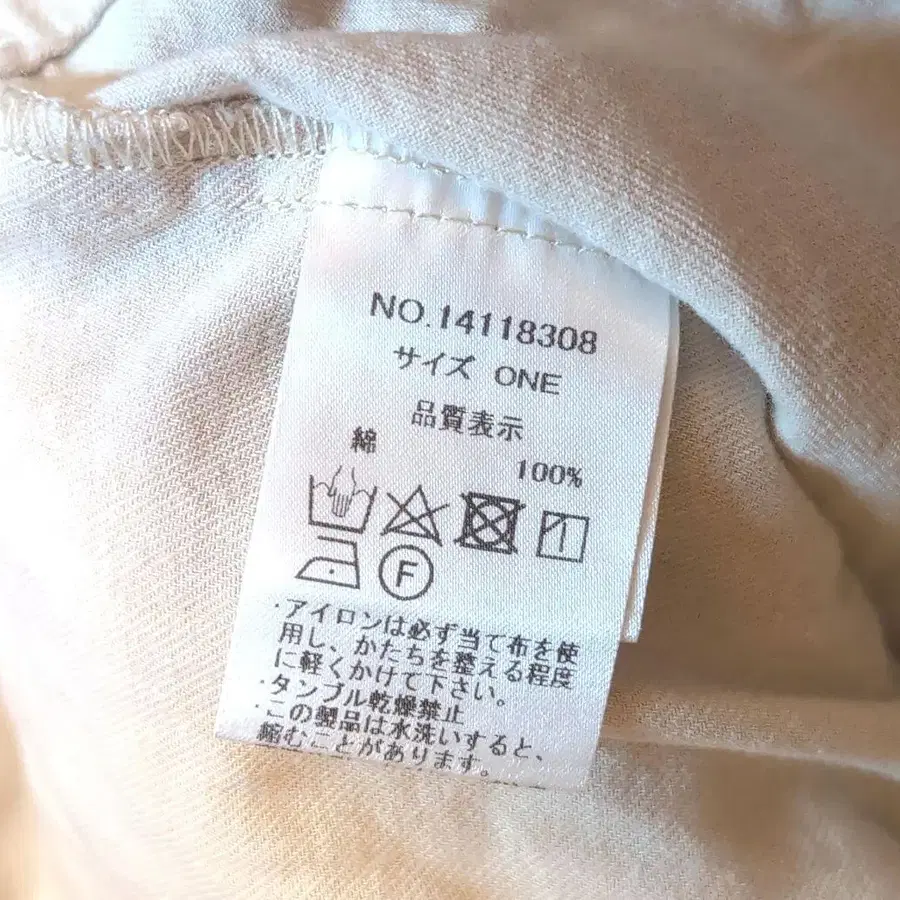 NO.14118308
サイズ ONE
品質表示
綿 100%
F
・アイロンは必ず当て布を使
用し、かたちを整える程度
に軽くかけて下さい。
・タンブル乾燥禁止
・この製品は水洗いすると、
縮むことがあります。